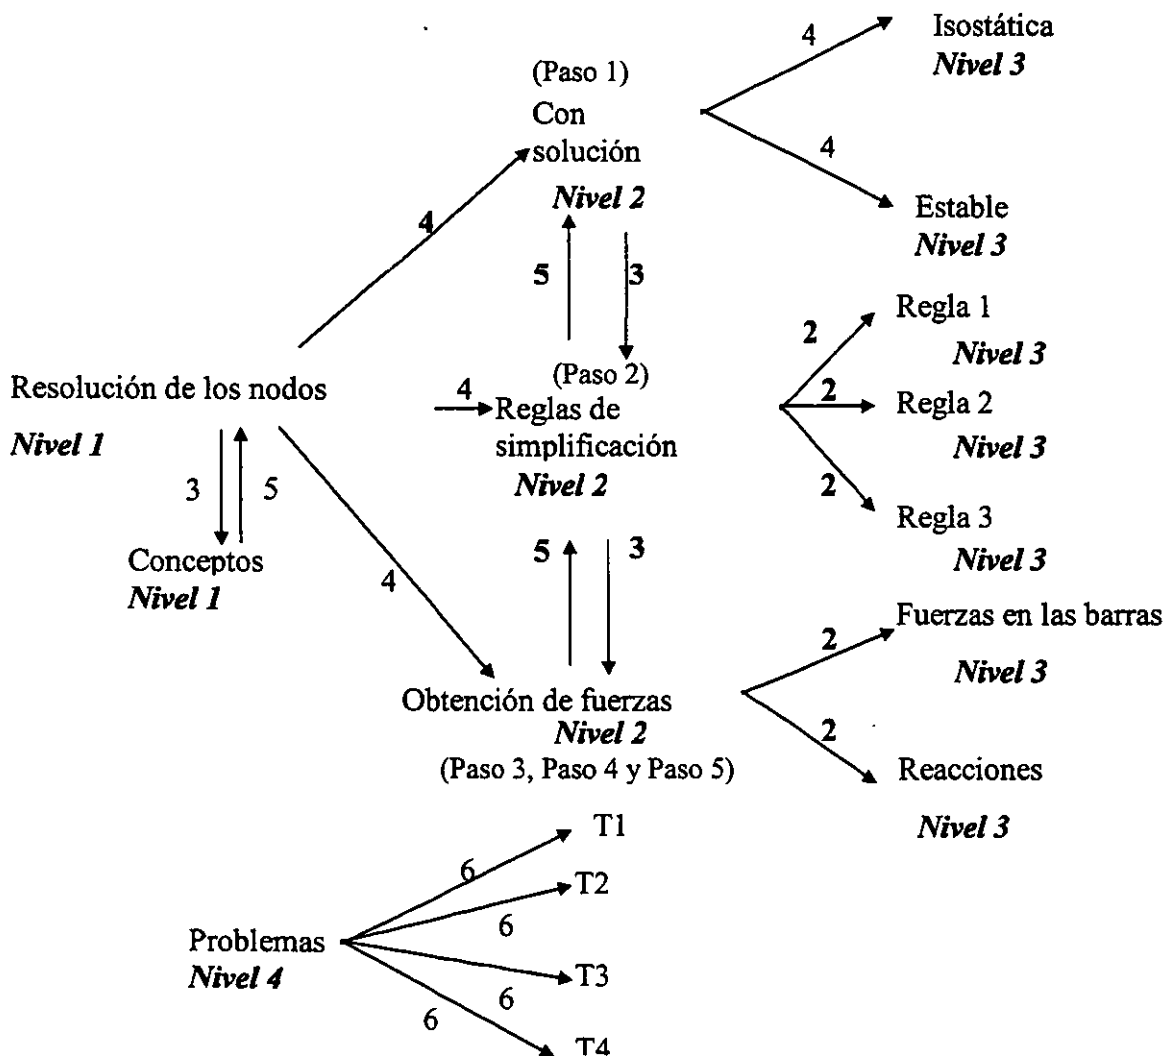 4
Isostática
Nivel 3
(Paso 1)
Con
solución
Nivel 2
4
Estable
Nivel 3
4
5
3
Regla 1
Nivel 3
2
(Paso 2)
Resolución de los nodos
Nivel 1
4
Reglas de
simplificación
Nivel 2
2
Regla 2
Nivel 3
2
Regla 3
Nivel 3
3
5
Conceptos
Nivel 1
4
5
3
Fuerzas en las barras
Nivel 3
2
Obtención de fuerzas
Nivel 2
(Paso 3, Paso 4 y Paso 5)
2
Reacciones
Nivel 3
T1
6
T2
6
Problemas
Nivel 4
T3
6
6
T4